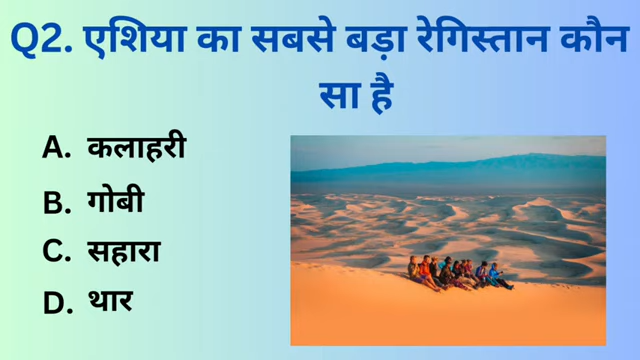 Q2. एशिया का सबसे बड़ा रेगिस्तान कौन
सा है
A. कलाहरी
B. गोबी
C. सहारा
D. थार